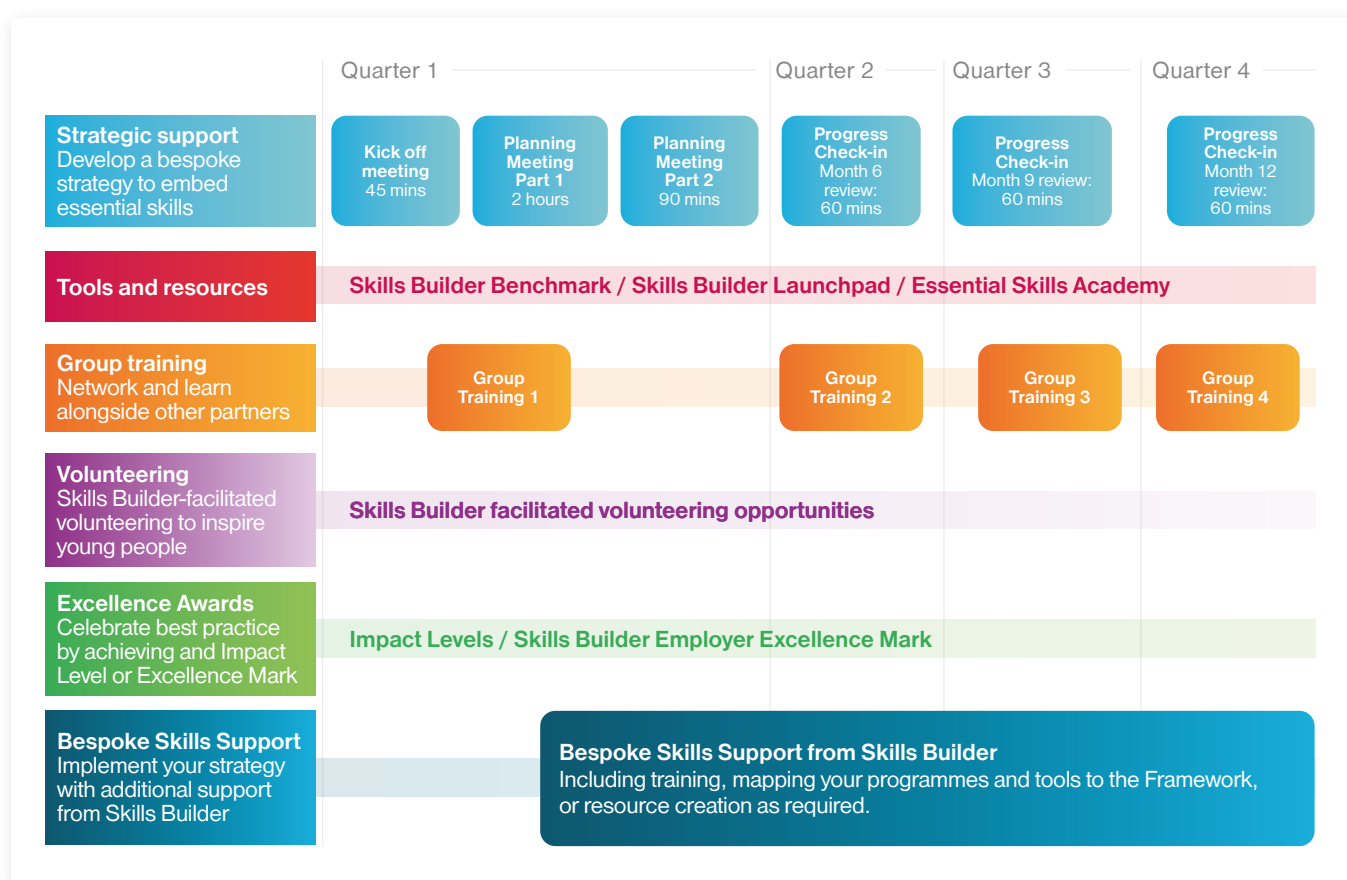 Quarter 1
Quarter 2
Quarter 3
Quarter 4
Strategic support
Develop a bespoke
strategy to embed
essential skills
Kick off
meeting
45 mins
Planning
Meeting
Part 1
2 hours
Planning
Meeting
Part 2
90 mins
Progress
Check-in
Month 6
review:
60 mins
Progress
Check-in
Month 9 review:
60 mins
Progress
Check-in
Month 12
review:
60 mins
Tools and resources
Skills Builder Benchmark / Skills Builder Launchpad / Essential Skills Academy
Group training
Network and learn
alongside other partners
Group
Training 1
Group
Training 2
Group
Training 3
Group
Training 4
Volunteering
Skills Builder-facilitated
volunteering to inspire
young people
Skills Builder facilitated volunteering opportunities
Excellence Awards
Celebrate best practice
by achieving and Impact
Level or Excellence Mark
Impact Levels / Skills Builder Employer Excellence Mark
Bespoke Skills Support
Implement your strategy
with additional support
from Skills Builder
Bespoke Skills Support from Skills Builder
Including training, mapping your programmes and tools to the Framework,
or resource creation as required.